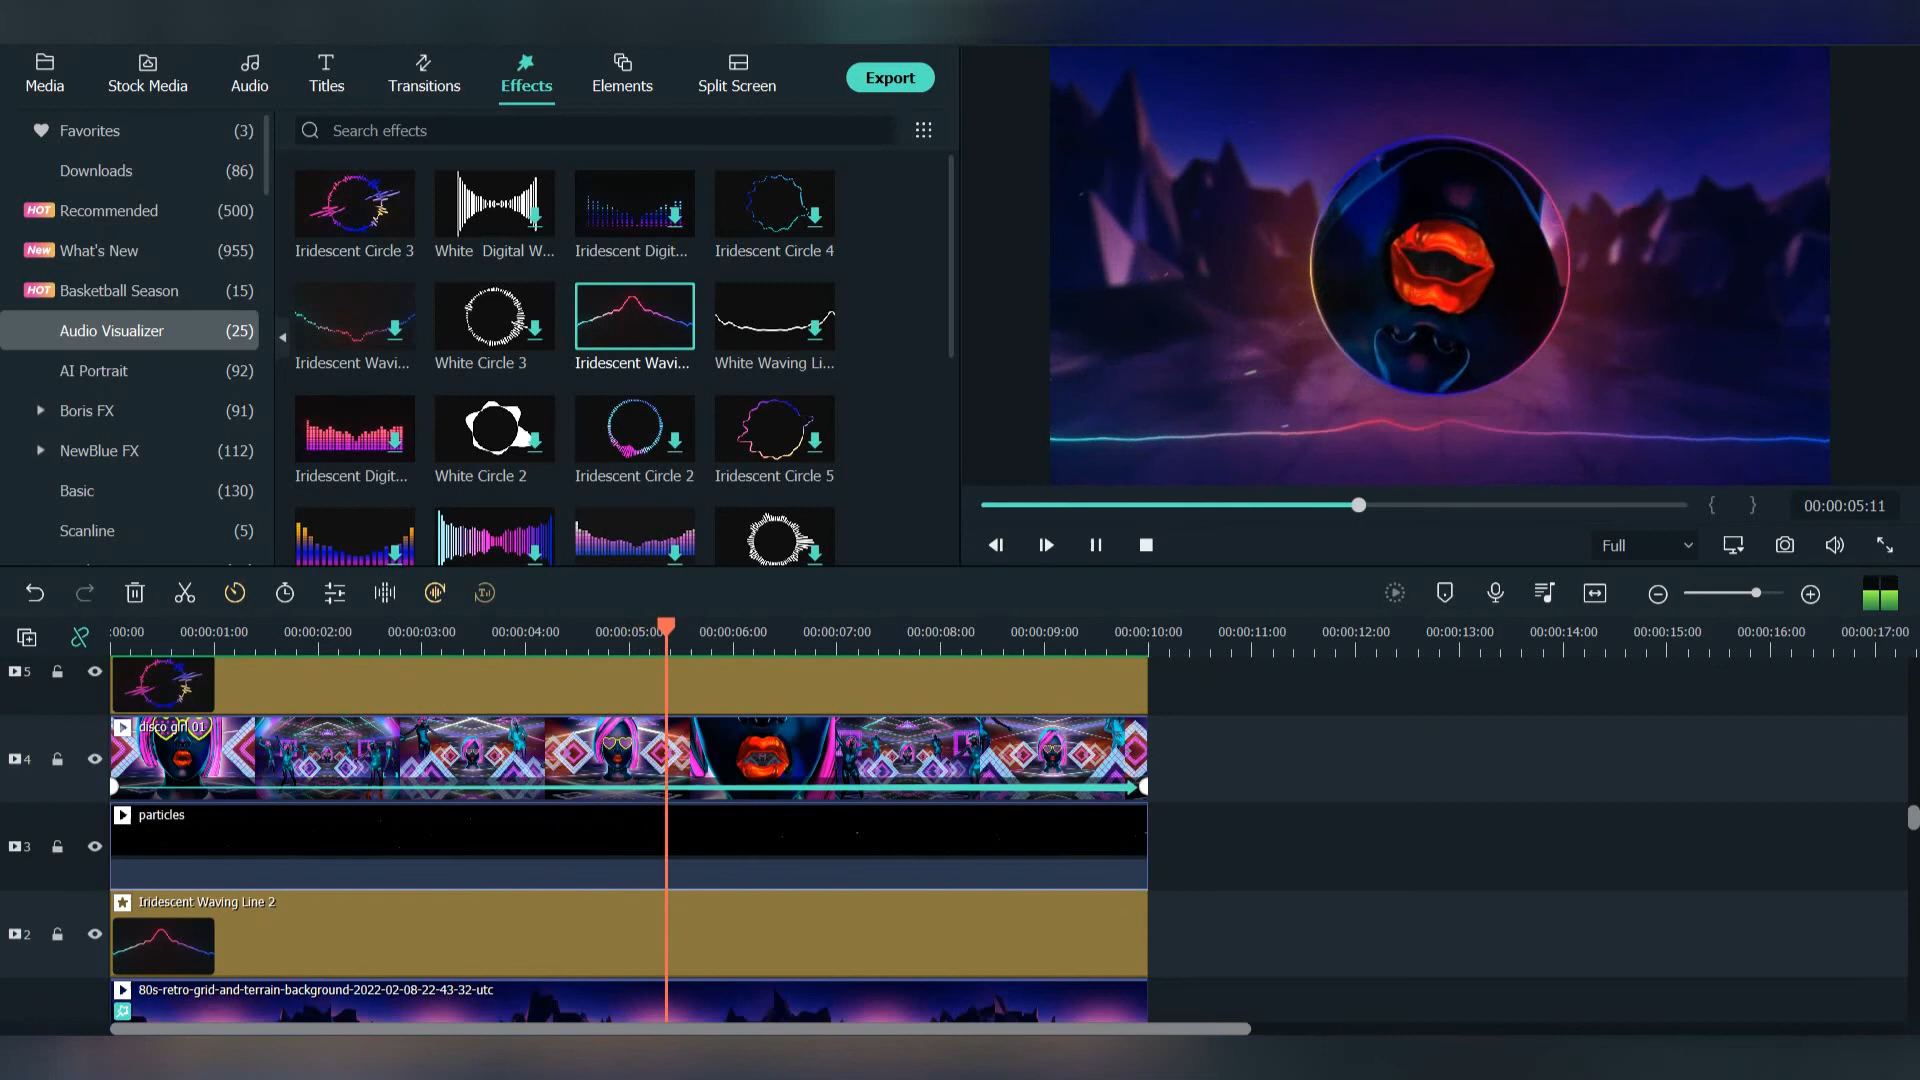 Media Stock Media Audio Titles Transitions Effects Elements Split Screen Export
Favorites (3)
Downloads (86)
HOT Recommended (500)
New What's New (955)
HOT Basketball Season (15)
Audio Visualizer (25)
AI Portrait (92)
Boris FX (91)
NewBlue FX (112)
Basic (130)
Scanline (5)
Search effects
Iridescent Circle 3 White Digital W... Iridescent Digit... Iridescent Circle 4
Iridescent Wavi... White Circle 3 Iridescent Wavi... White Waving Li...
Iridescent Digit... White Circle 2 Iridescent Circle 2 Iridescent Circle 5
{ } 00:00:05:11
Full
:00:00 00:00:01:00 00:00:02:00 00:00:03:00 00:00:04:00 00:00:05:00 00:00:06:00 00:00:07:00 00:00:08:00 00:00:09:00 00:00:10:00 00:00:11:00 00:00:12:00 00:00:13:00 00:00:14:00 00:00:15:00 00:00:16:00 00:00:17:00
5
disco girl 01
4
particles
3
Iridescent Waving Line 2
2
80s-retro-grid-and-terrain-background-2022-02-08-22-43-32-utc